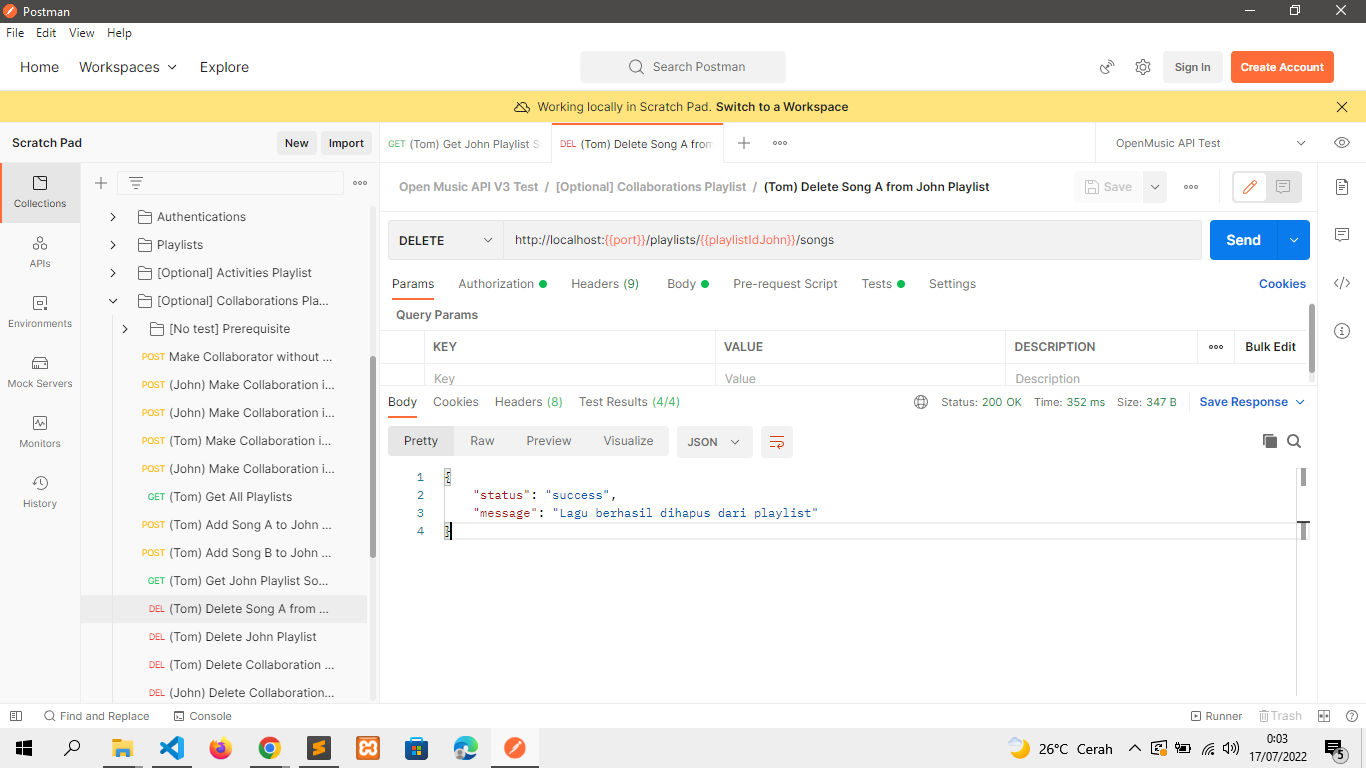 Postman
File Edit View Help
Home Workspaces Explore
Search Postman
Sign In
Create Account
Working locally in Scratch Pad. Switch to a Workspace
Scratch Pad
New
Import
GET (Tom) Get John Playlist S
DEL (Tom) Delete Song A from
OpenMusic API Test
Collections
APIs
Environments
Mock Servers
Monitors
History
Authentications
Playlists
[Optional] Activities Playlist
[Optional] Collaborations Pla...
[No test] Prerequisite
POST Make Collaborator without ...
POST (John) Make Collaboration i...
POST (John) Make Collaboration i...
POST (Tom) Make Collaboration i...
POST (John) Make Collaboration i...
GET (Tom) Get All Playlists
POST (Tom) Add Song A to John ...
POST (Tom) Add Song B to John ...
GET (Tom) Get John Playlist So...
DEL (Tom) Delete Song A from ...
DEL (Tom) Delete John Playlist
DEL (Tom) Delete Collaboration ...
DEL (John) Delete Collaboration...
Open Music API V3 Test / [Optional] Collaborations Playlist / (Tom) Delete Song A from John Playlist
Save
DELETE
http://localhost:{{port}}/playlists/{{playlistIdJohn}}/songs
Send
Params Authorization Headers (9) Body Pre-request Script Tests Settings Cookies
Query Params
KEY VALUE DESCRIPTION Bulk Edit
Key Value Description
Body Cookies Headers (8) Test Results (4/4) Status: 200 OK Time: 352 ms Size: 347 B Save Response
Pretty Raw Preview Visualize JSON
1 {
2 "status": "success",
3 "message": "Lagu berhasil dihapus dari playlist"
4 }
Find and Replace Console Runner Trash
26°C Cerah
0:03
17/07/2022
5